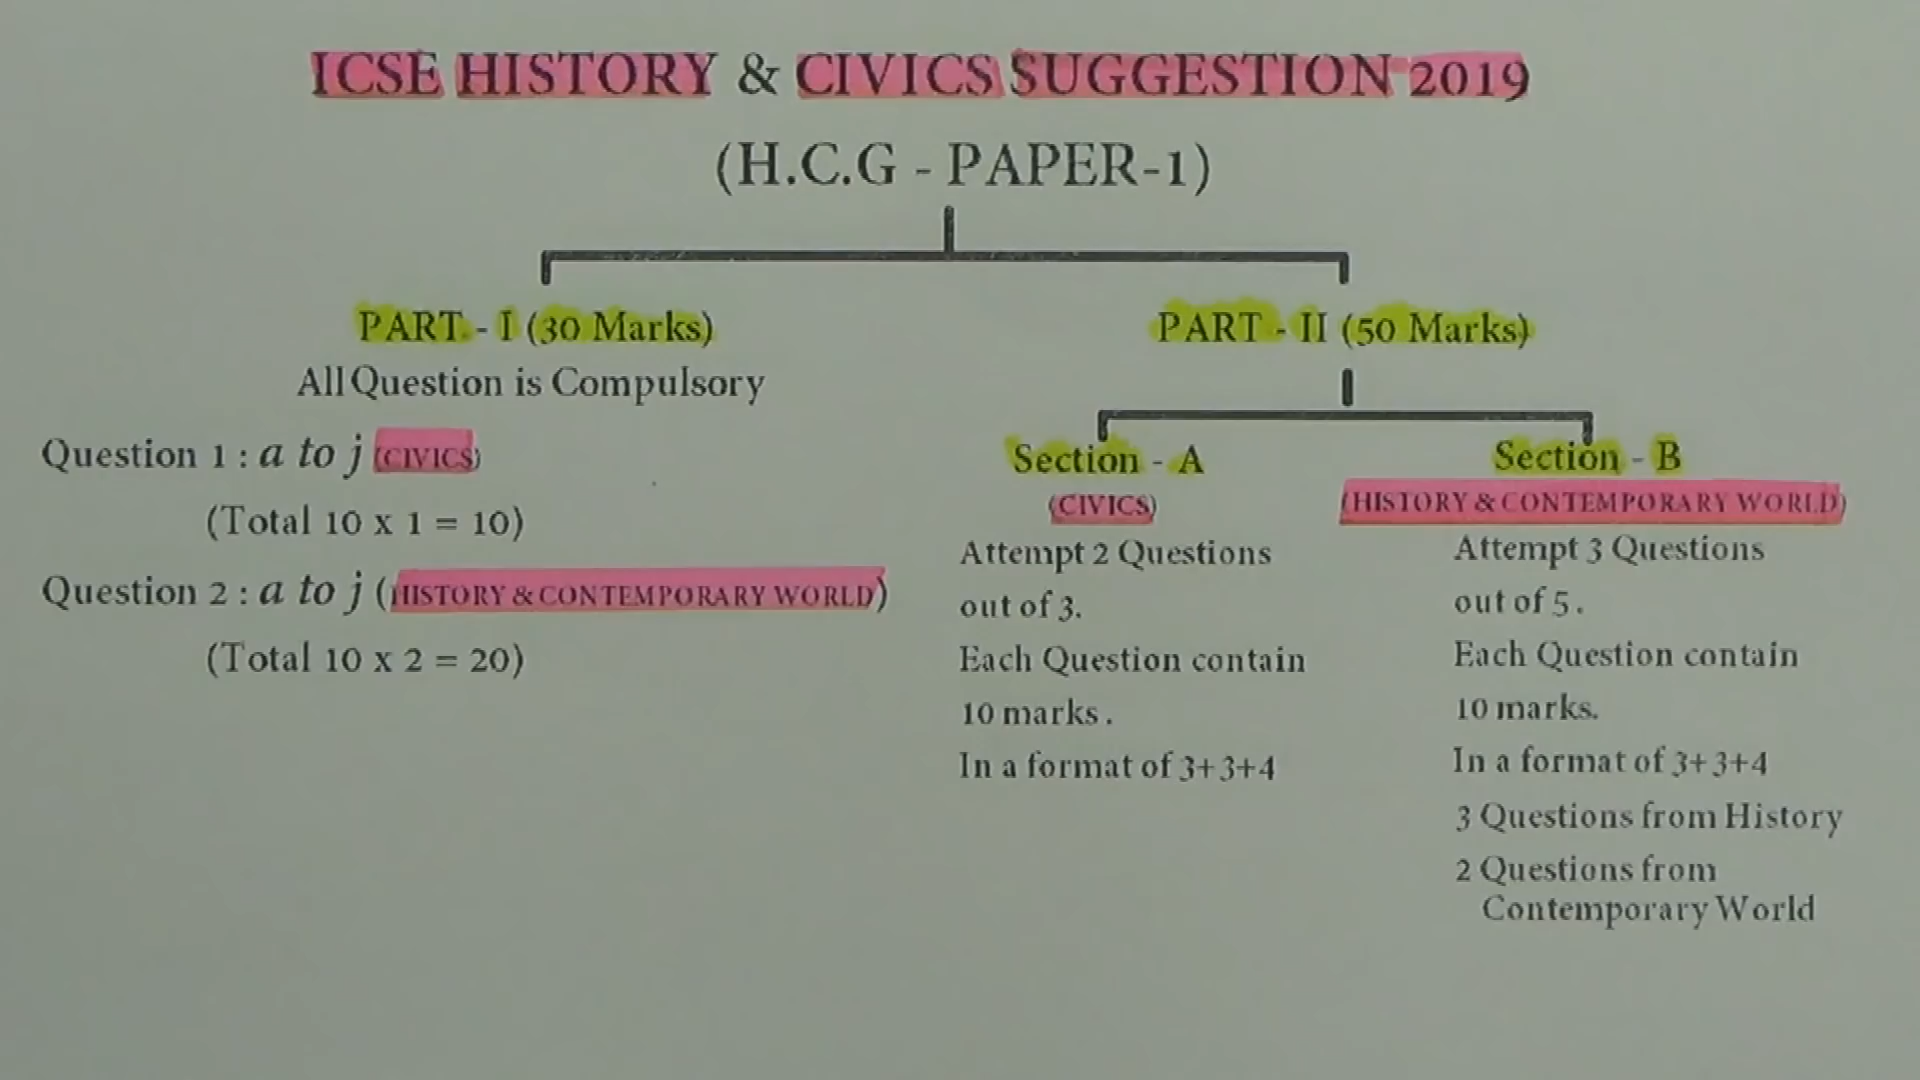 ICSE HISTORY & CIVICS SUGGESTION 2019
(H.C.G - PAPER-1)
PART - I (30 Marks)
All Question is Compulsory
Question 1 : a to j (CIVICS)
(Total 10 x 1 = 10)
Question 2 : a to j (HISTORY & CONTEMPORARY WORLD)
(Total 10 x 2 = 20)
PART - II (50 Marks)
Section - A
(CIVICS)
Attempt 2 Questions
out of 3.
Each Question contain
10 marks.
In a format of 3+3+4
Section - B
(HISTORY & CONTEMPORARY WORLD)
Attempt 3 Questions
out of 5.
Each Question contain
10 marks.
In a format of 3+3+4
3 Questions from History
2 Questions from
Contemporary World